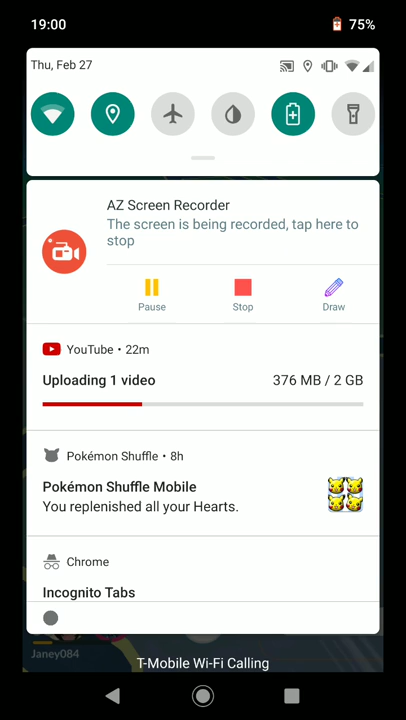 19:00
75%
Thu, Feb 27
AZ Screen Recorder
The screen is being recorded, tap here to
stop
Pause
Stop
Draw
YouTube • 22m
Uploading 1 video
376 MB / 2 GB
Pokémon Shuffle • 8h
Pokémon Shuffle Mobile
You replenished all your Hearts.
Chrome
Incognito Tabs
Janey084
T-Mobile Wi-Fi Calling